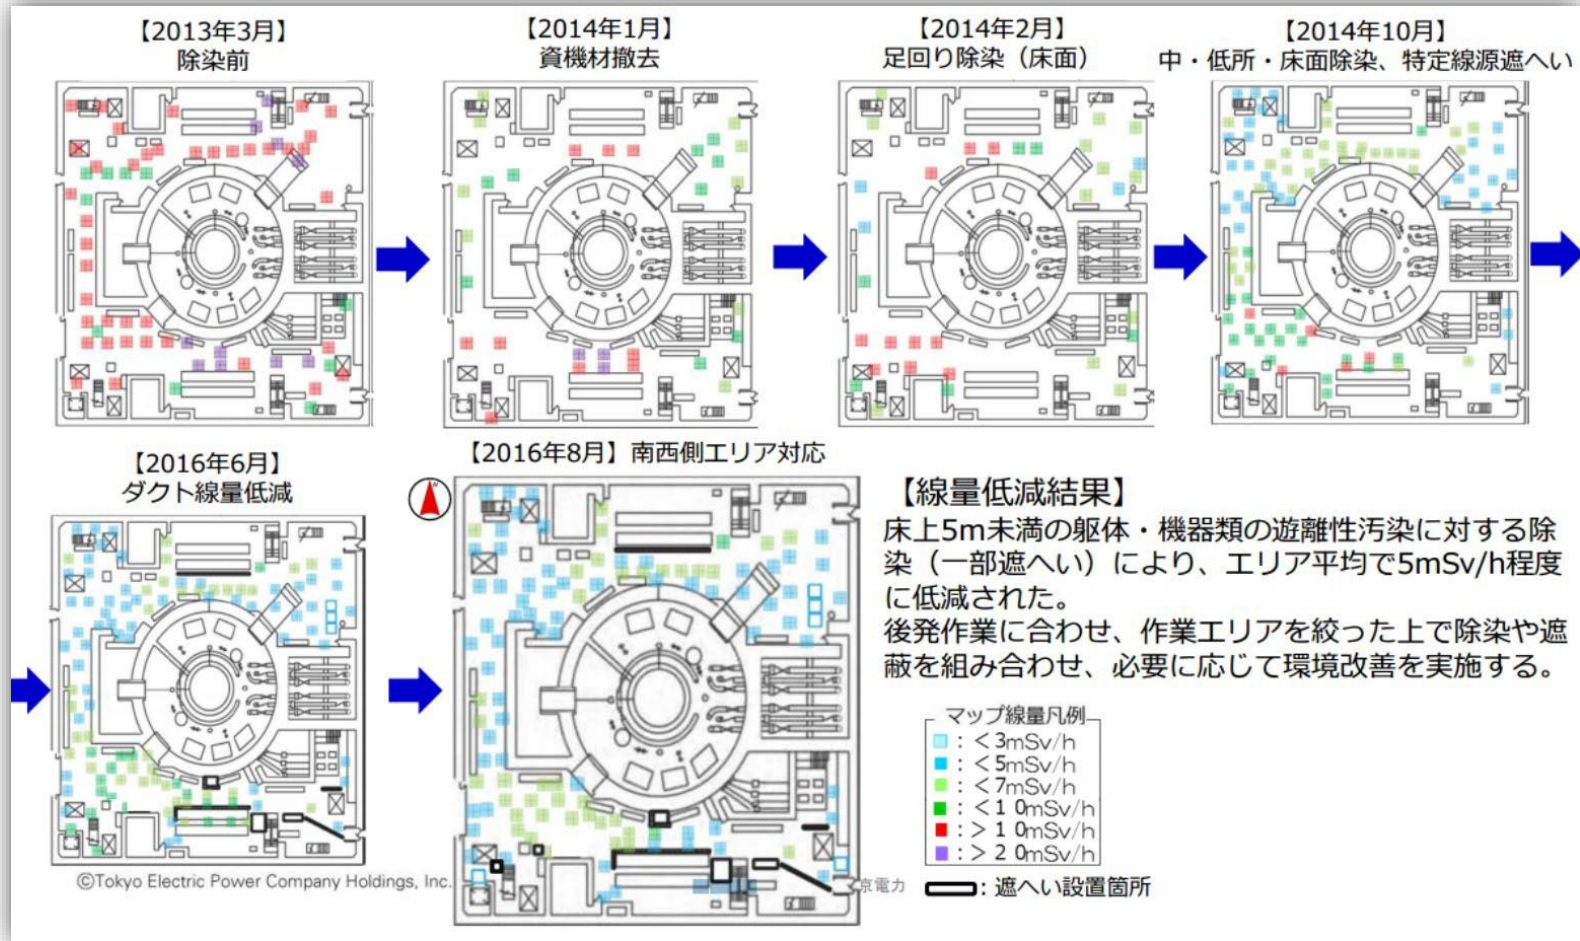 【2013年3月】
除染前
【2014年1月】
資機材撤去
【2014年2月】
足回り除染（床面）
【2014年10月】
中・低所・床面除染、特定線源遮へい
【2016年6月】
ダクト線量低減
【2016年8月】南西側エリア対応
【線量低減結果】
床上5m未満の躯体・機器類の遊離性汚染に対する除
染（一部遮へい）により、エリア平均で5mSv/h程度
に低減された。
後発作業に合わせ、作業エリアを絞った上で除染や遮
蔽を組み合わせ、必要に応じて環境改善を実施する。
マップ線量凡例
：＜3mSv/h
：＜5mSv/h
：＜7mSv/h
：＜10mSv/h
：＞10mSv/h
：＞20mSv/h
：遮へい設置箇所
©Tokyo Electric Power Company Holdings, Inc.
京電力